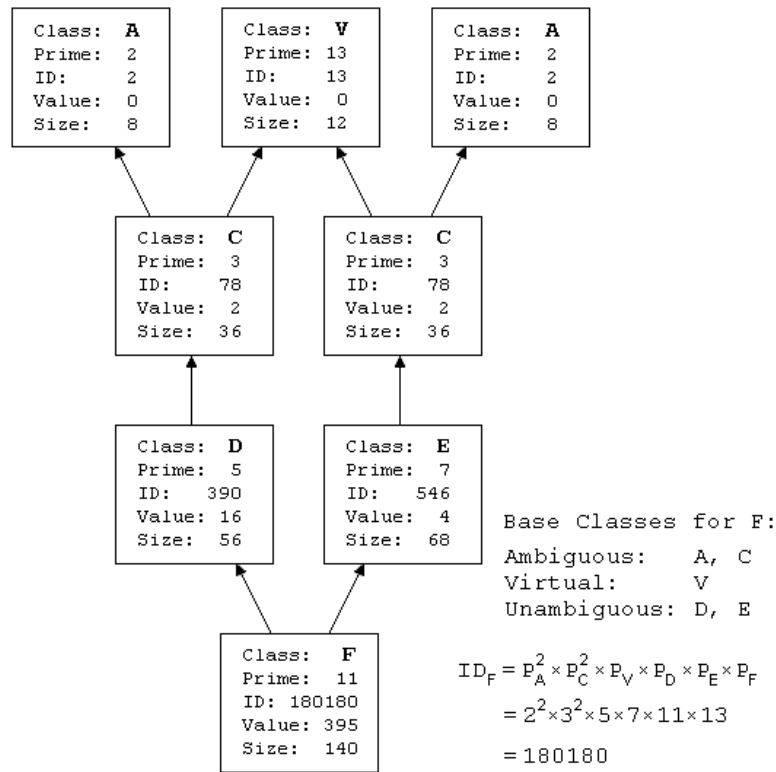 Class: A
Prime: 2
ID: 2
Value: 0
Size: 8
Class: V
Prime: 13
ID: 13
Value: 0
Size: 12
Class: A
Prime: 2
ID: 2
Value: 0
Size: 8
Class: C
Prime: 3
ID: 78
Value: 2
Size: 36
Class: C
Prime: 3
ID: 78
Value: 2
Size: 36
Class: D
Prime: 5
ID: 390
Value: 16
Size: 56
Class: E
Prime: 7
ID: 546
Value: 4
Size: 68
Class: F
Prime: 11
ID: 180180
Value: 395
Size: 140
Base Classes for F:
Ambiguous: A, C
Virtual: V
Unambiguous: D, E
ID_F = P_A^2 × P_C^2 × P_V × P_D × P_E × P_F
= 2^2×3^2×5×7×11×13
= 180180